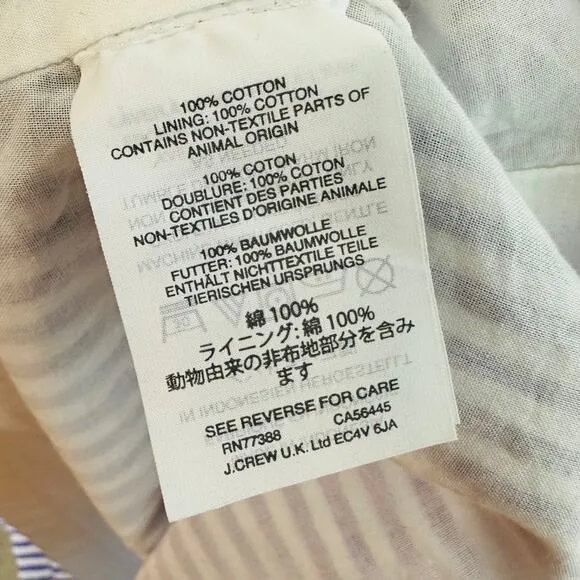 100% COTTON
LINING: 100% COTTON
CONTAINS NON-TEXTILE PARTS OF
ANIMAL ORIGIN
100% COTON
DOUBLURE: 100% COTON
CONTIENT DES PARTIES
NON-TEXTILES D'ORIGINE ANIMALE
100% BAUMWOLLE
FUTTER: 100% BAUMWOLLE
ENTHÄLT NICHTTEXTILE TEILE
TIERISCHEN URSPRUNGS
綿 100%
ライニング: 綿 100%
動物由来の非布地部分を含み
ます
SEE REVERSE FOR CARE
RN77388 CA56445
J.CREW U.K. Ltd EC4V 6JA